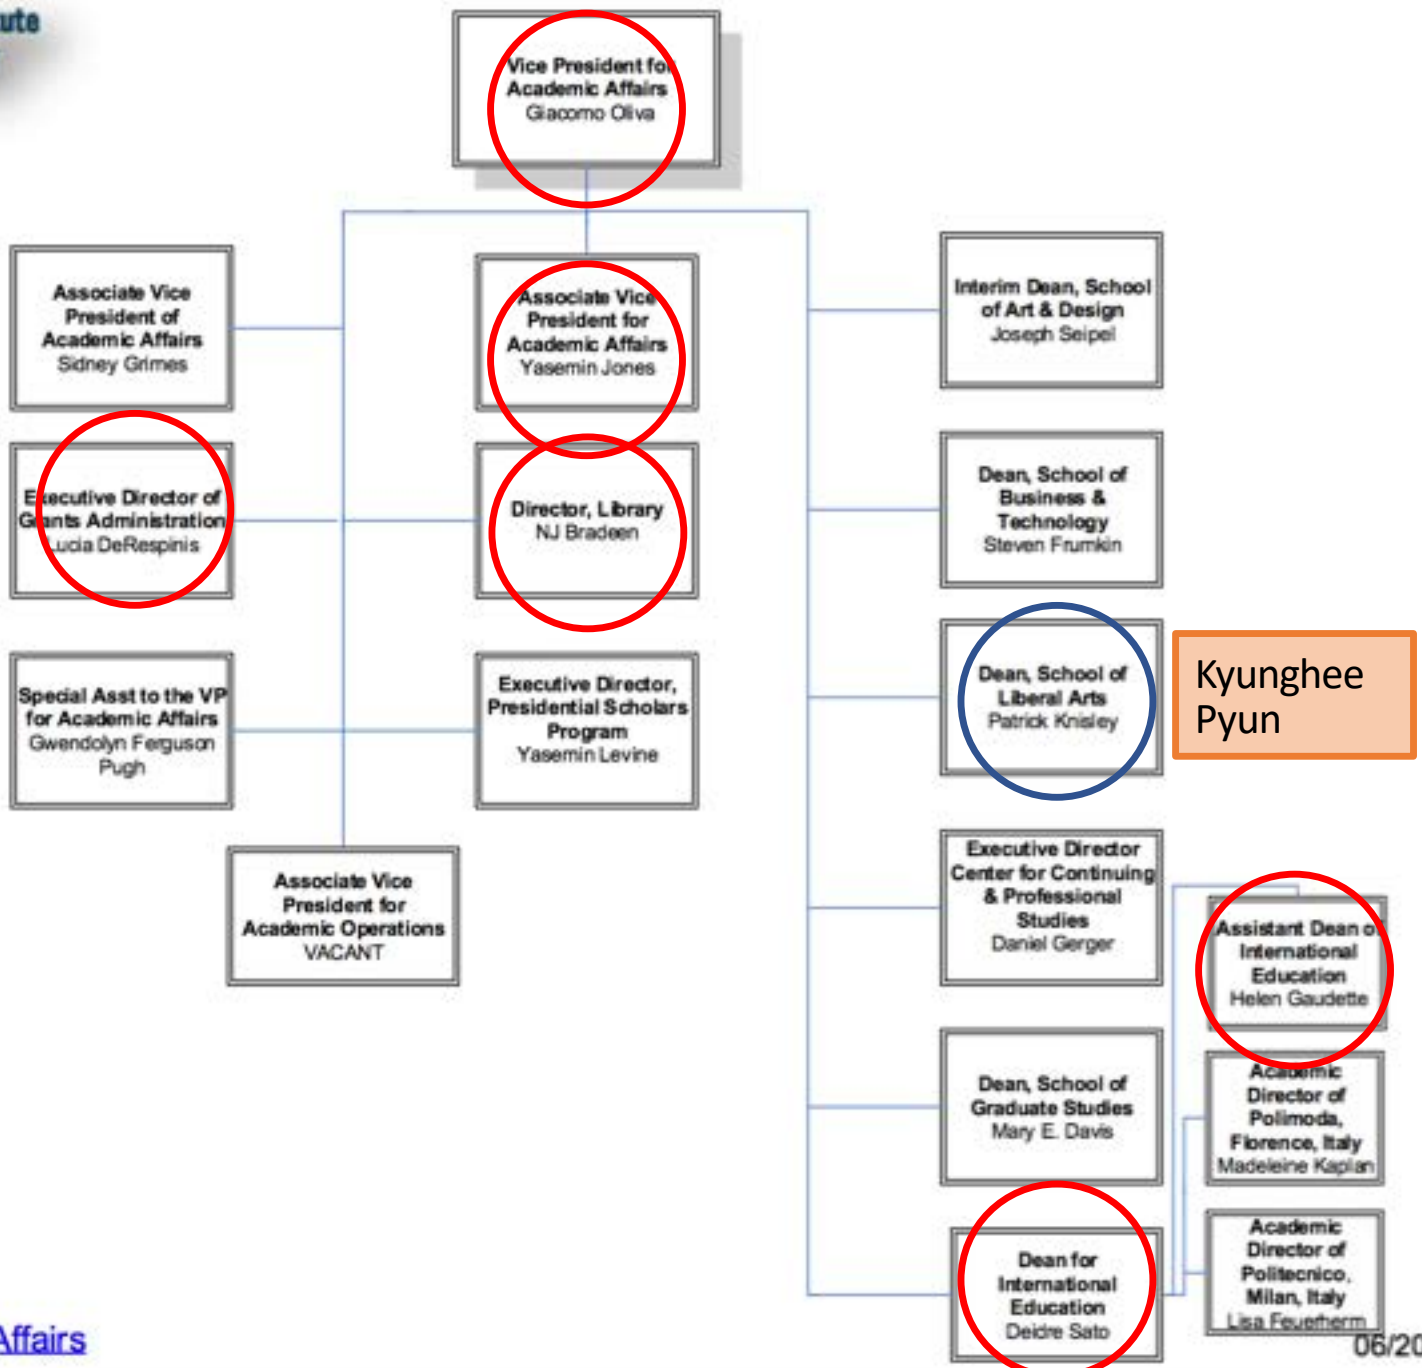 Vice President for
Academic Affairs
Giacomo Oliva
Associate Vice
President of
Academic Affairs
Sidney Grimes
Associate Vice
President for
Academic Affairs
Yasemin Jones
Interim Dean, School
of Art & Design
Joseph Seipel
Executive Director of
Grants Administration
Lucia DeRespinis
Director, Library
NJ Bradeen
Dean, School of
Business &
Technology
Steven Frumkin
Special Asst to the VP
for Academic Affairs
Gwendolyn Ferguson
Pugh
Executive Director,
Presidential Scholars
Program
Yasemin Levine
Dean, School of
Liberal Arts
Patrick Knisley
Kyunghee
Pyun
Associate Vice
President for
Academic Operations
VACANT
Executive Director
Center for Continuing
& Professional
Studies
Daniel Gerger
Assistant Dean of
International
Education
Helen Gaudette
Dean, School of
Graduate Studies
Mary E. Davis
Academic
Director of
Polimoda,
Florence, Italy
Madeleine Kaplan
Dean for
International
Education
Deidre Sato
Academic
Director of
Politecnico,
Milan, Italy
Lisa Feuerherm
Affairs
06/20